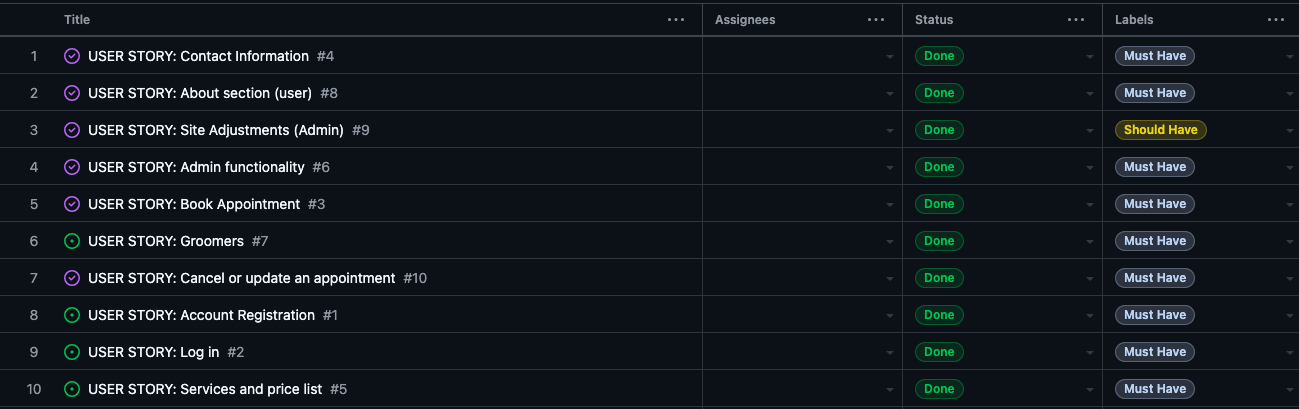 Title ... Assignees ... Status ... Labels ...
1 USER STORY: Contact Information #4 Done Must Have
2 USER STORY: About section (user) #8 Done Must Have
3 USER STORY: Site Adjustments (Admin) #9 Done Should Have
4 USER STORY: Admin functionality #6 Done Must Have
5 USER STORY: Book Appointment #3 Done Must Have
6 USER STORY: Groomers #7 Done Must Have
7 USER STORY: Cancel or update an appointment #10 Done Must Have
8 USER STORY: Account Registration #1 Done Must Have
9 USER STORY: Log in #2 Done Must Have
10 USER STORY: Services and price list #5 Done Must Have